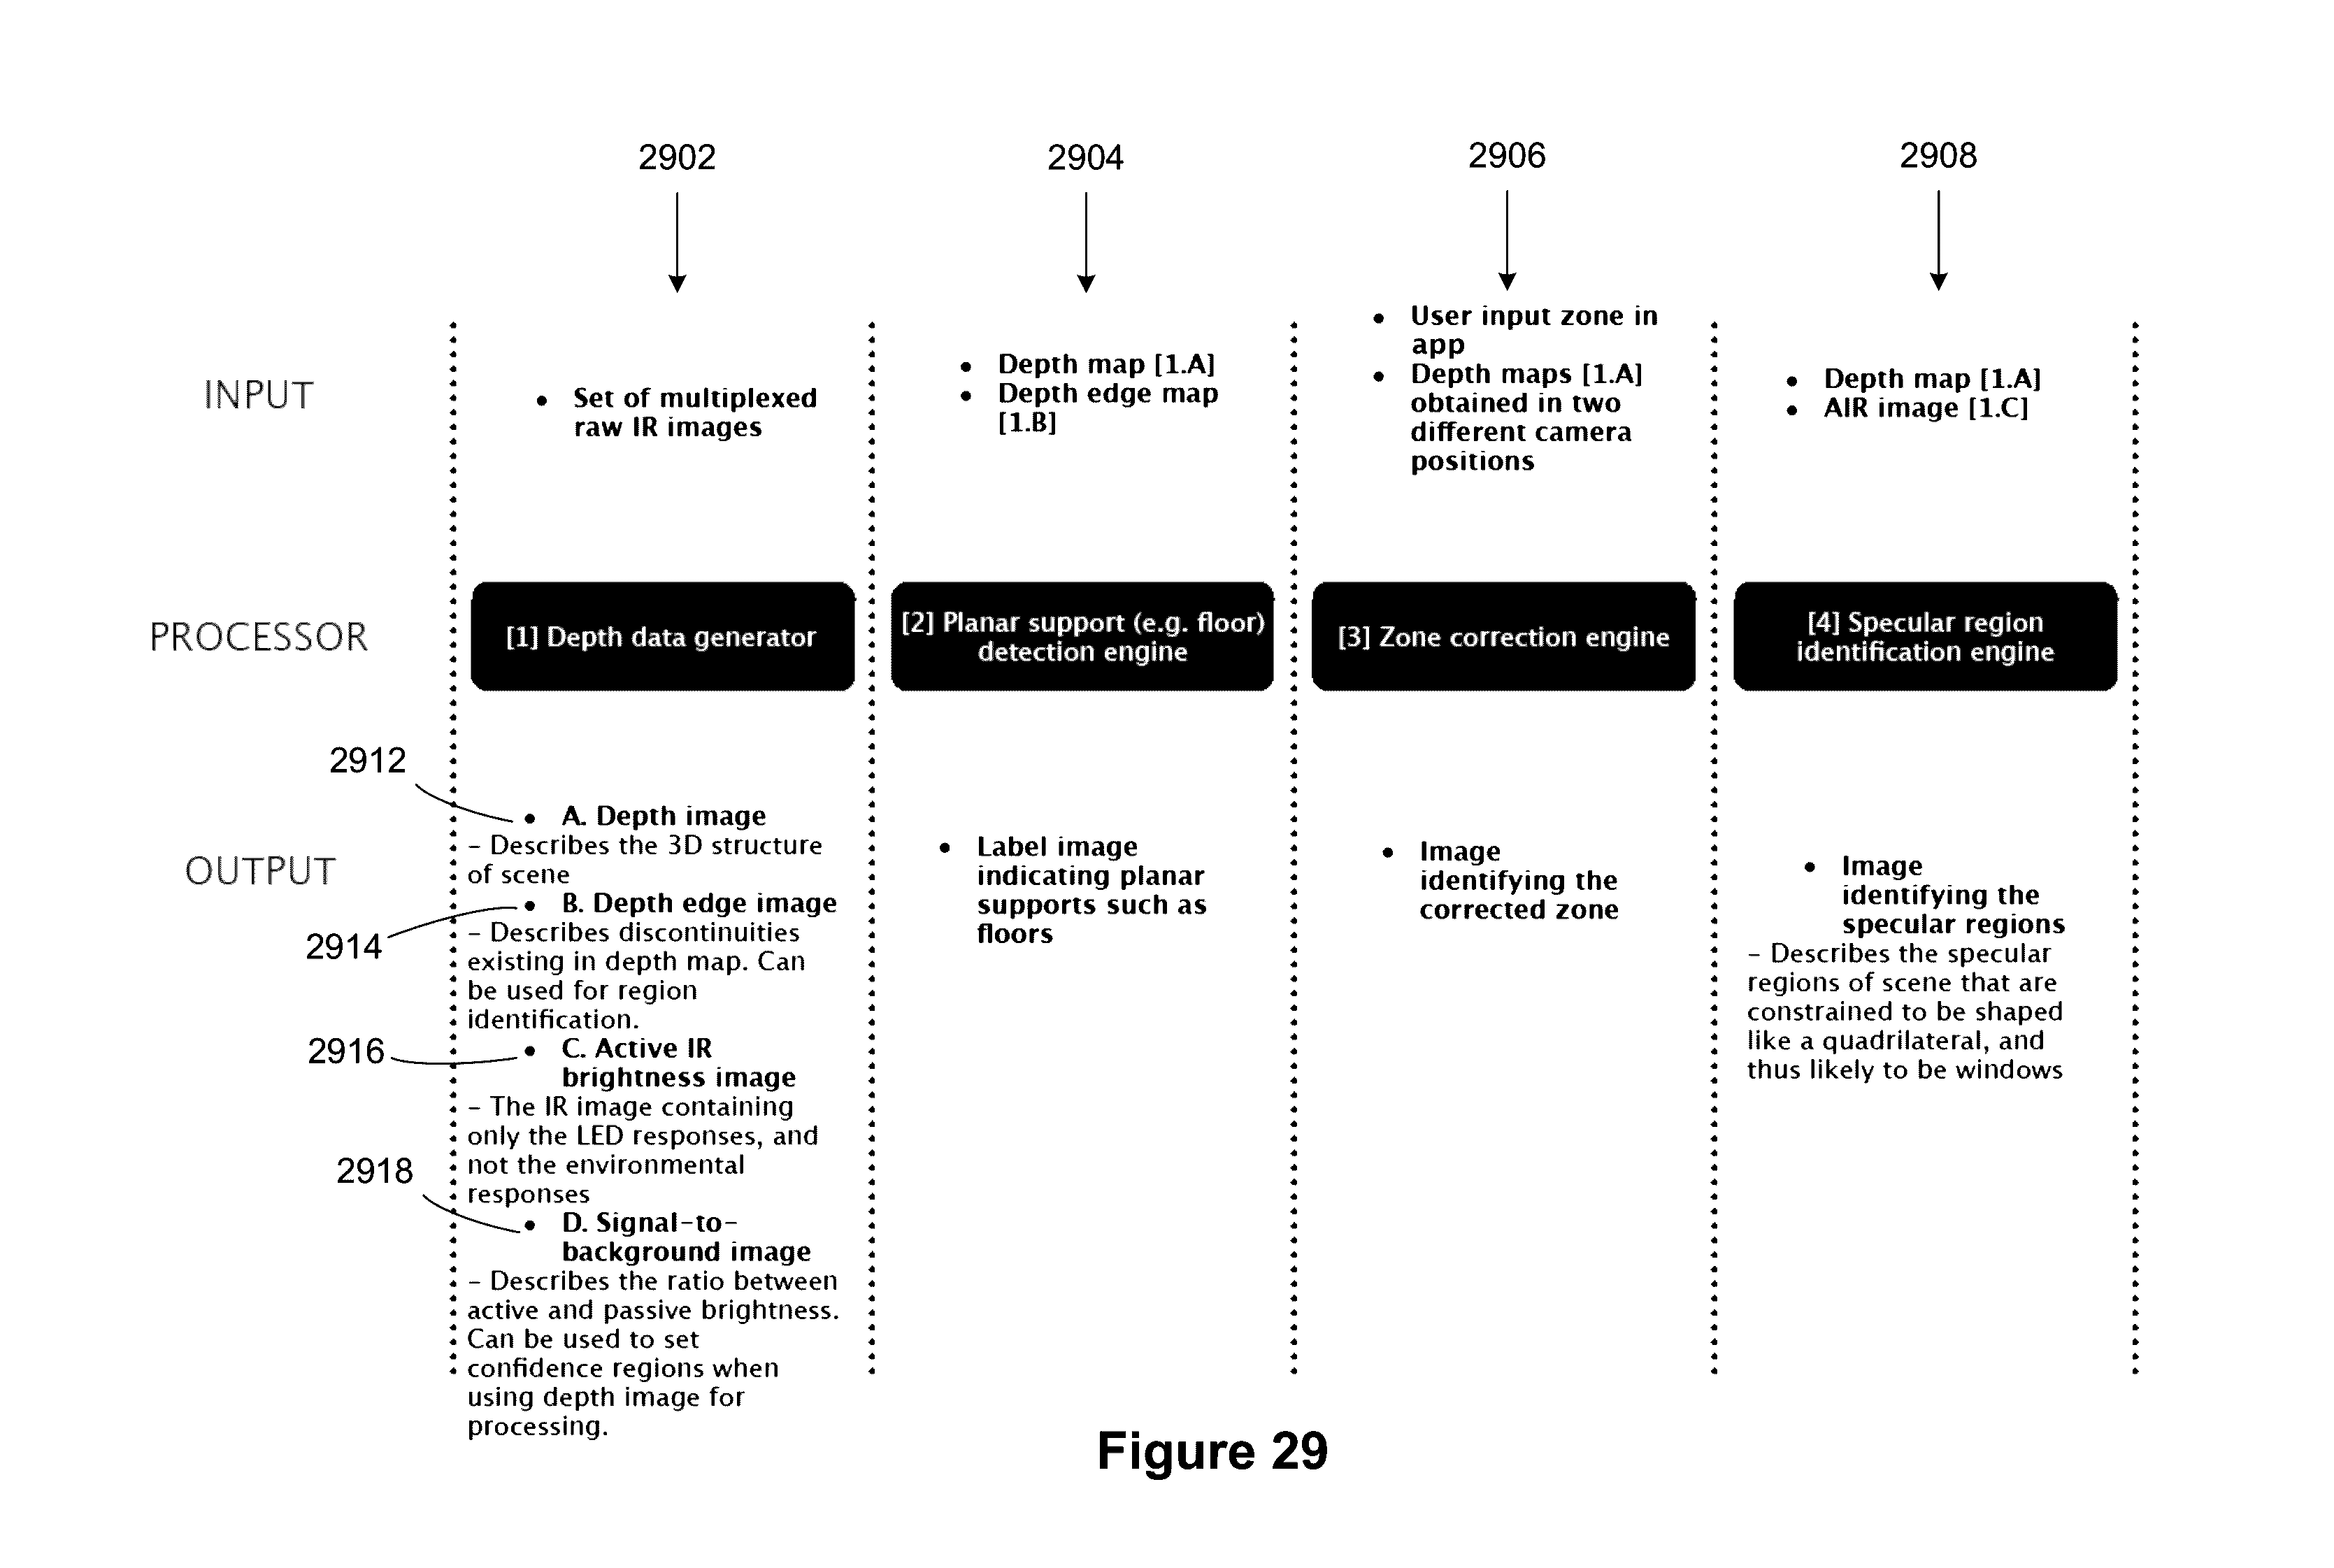 2902
2904
2906
2908
INPUT
• Set of multiplexed
raw IR images
• Depth map [1.A]
• Depth edge map
[1.B]
• User input zone in
app
• Depth maps [1.A]
obtained in two
different camera
positions
• Depth map [1.A]
• AIR image [1.C]
PROCESSOR
[1] Depth data generator
[2] Planar support (e.g. floor)
detection engine
[3] Zone correction engine
[4] Specular region
identification engine
OUTPUT
2912
• A. Depth image
– Describes the 3D structure
of scene
2914
• B. Depth edge image
– Describes discontinuities
existing in depth map. Can
be used for region
identification.
2916
• C. Active IR
brightness image
– The IR image containing
only the LED responses, and
not the environmental
responses
2918
• D. Signal-to-
background image
– Describes the ratio between
active and passive brightness.
Can be used to set
confidence regions when
using depth image for
processing.
• Label image
indicating planar
supports such as
floors
• Image
identifying the
corrected zone
• Image
identifying the
specular regions
– Describes the specular
regions of scene that are
constrained to be shaped
like a quadrilateral, and
thus likely to be windows
Figure 29